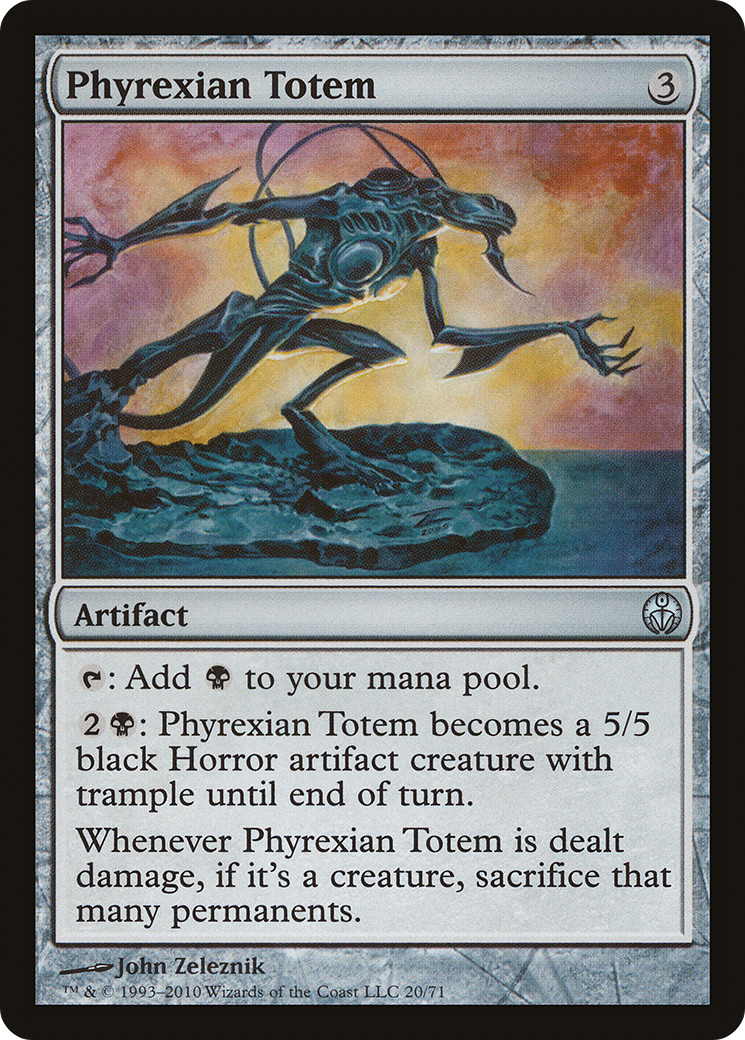 Phyrexian Totem 3
Artifact
: Add to your mana pool.
2 : Phyrexian Totem becomes a 5/5
black Horror artifact creature with
trample until end of turn.
Whenever Phyrexian Totem is dealt
damage, if it's a creature, sacrifice that
many permanents.
John Zeleznik
™ & © 1993–2010 Wizards of the Coast LLC 20/71